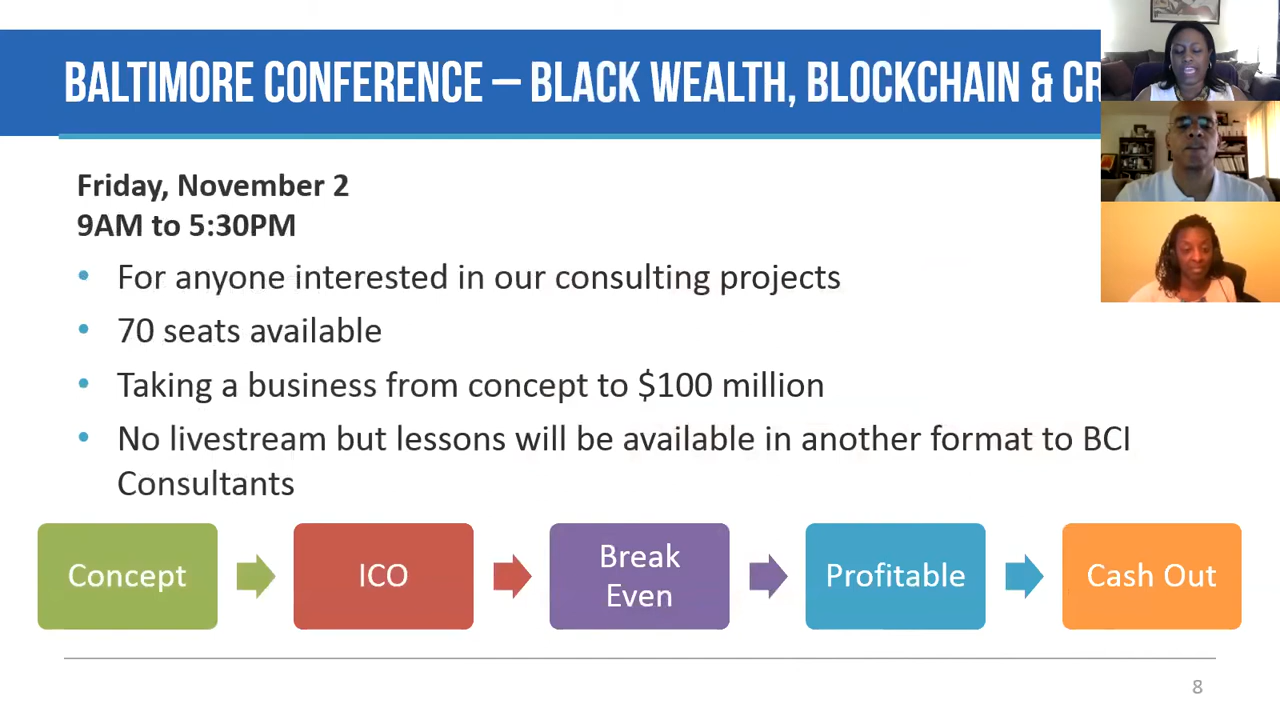 BALTIMORE CONFERENCE – BLACK WEALTH, BLOCKCHAIN & CR
Friday, November 2
9AM to 5:30PM
• For anyone interested in our consulting projects
• 70 seats available
• Taking a business from concept to $100 million
• No livestream but lessons will be available in another format to BCI
Consultants
Concept
ICO
Break
Even
Profitable
Cash Out
8